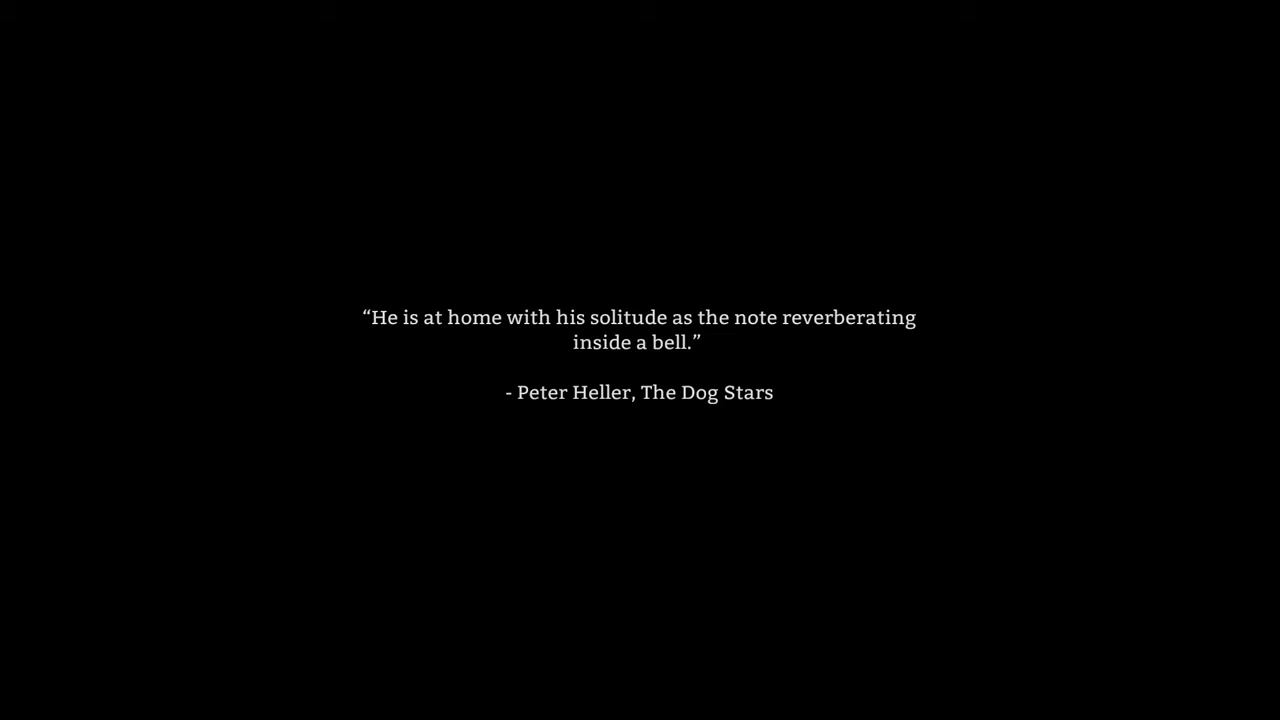 “He is at home with his solitude as the note reverberating
inside a bell.”
- Peter Heller, The Dog Stars